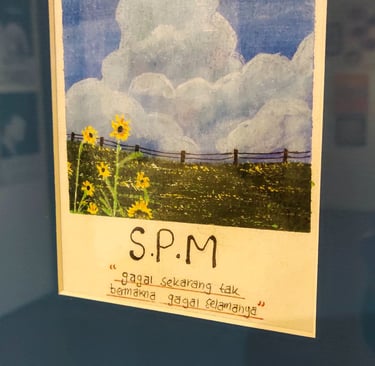 S.P.M
"gagal sekarang tak
bermakna gagal selamanya"